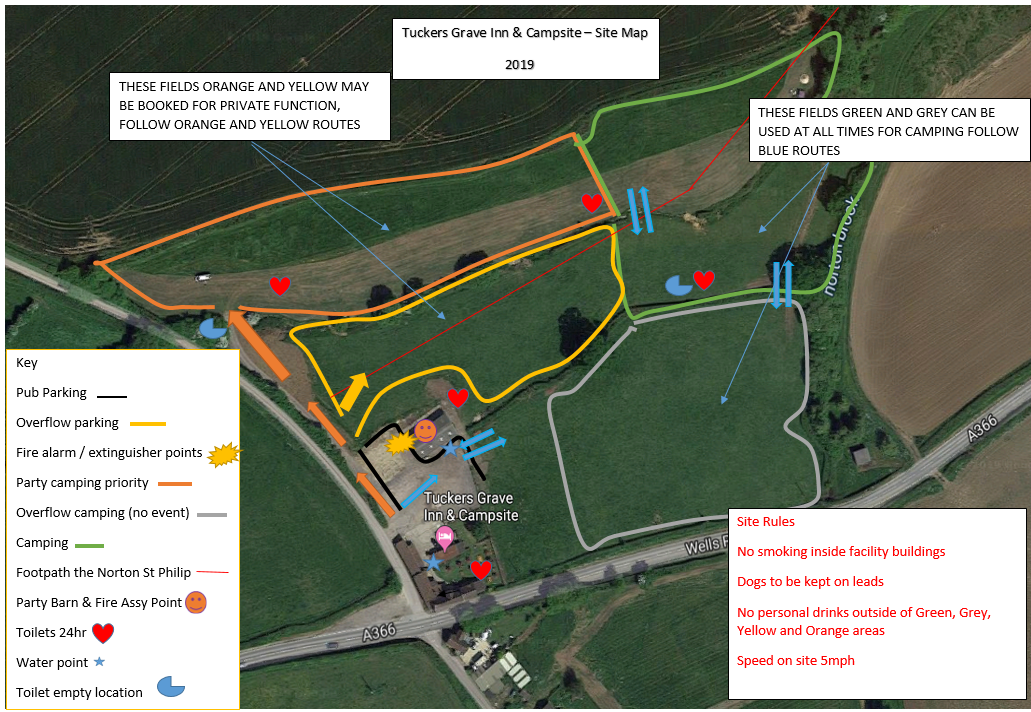 Tuckers Grave Inn & Campsite – Site Map
2019
THESE FIELDS ORANGE AND YELLOW MAY
BE BOOKED FOR PRIVATE FUNCTION,
FOLLOW ORANGE AND YELLOW ROUTES
THESE FIELDS GREEN AND GREY CAN BE
USED AT ALL TIMES FOR CAMPING FOLLOW
BLUE ROUTES
norton brook
Key
Pub Parking
Overflow parking
Fire alarm / extinguisher points
Party camping priority
Overflow camping (no event)
Camping
Footpath the Norton St Philip
Party Barn & Fire Assy Point
Toilets 24hr
Water point
Toilet empty location
Tuckers Grave
Inn & Campsite
A366
Wells
A366
Site Rules
No smoking inside facility buildings
Dogs to be kept on leads
No personal drinks outside of Green, Grey,
Yellow and Orange areas
Speed on site 5mph